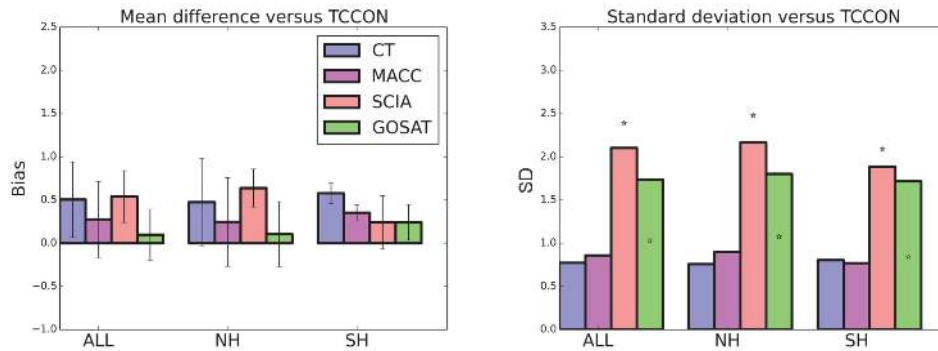 Mean difference versus TCCON
Bias
2.5
2.0
1.5
1.0
0.5
0.0
−0.5
−1.0
CT
MACC
SCIA
GOSAT
ALL NH SH
Standard deviation versus TCCON
SD
3.5
3.0
2.5
2.0
1.5
1.0
0.5
0.0
ALL NH SH